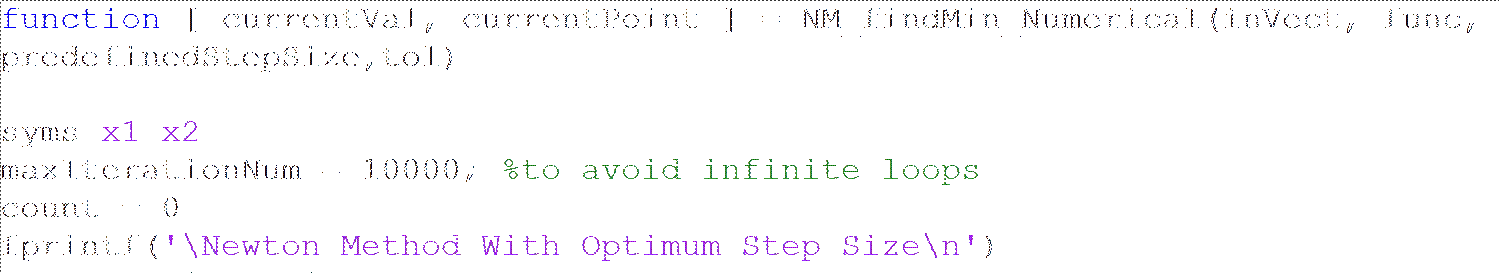 function [ currentVal, currentPoint ] = NM_findMin_Numerical(inVect, func,
predefinedStepSize,tol)
syms x1 x2
maxIterationNum = 10000; %to avoid infinite loops
count = 0
fprintf('\Newton Method With Optimum Step Size\n')